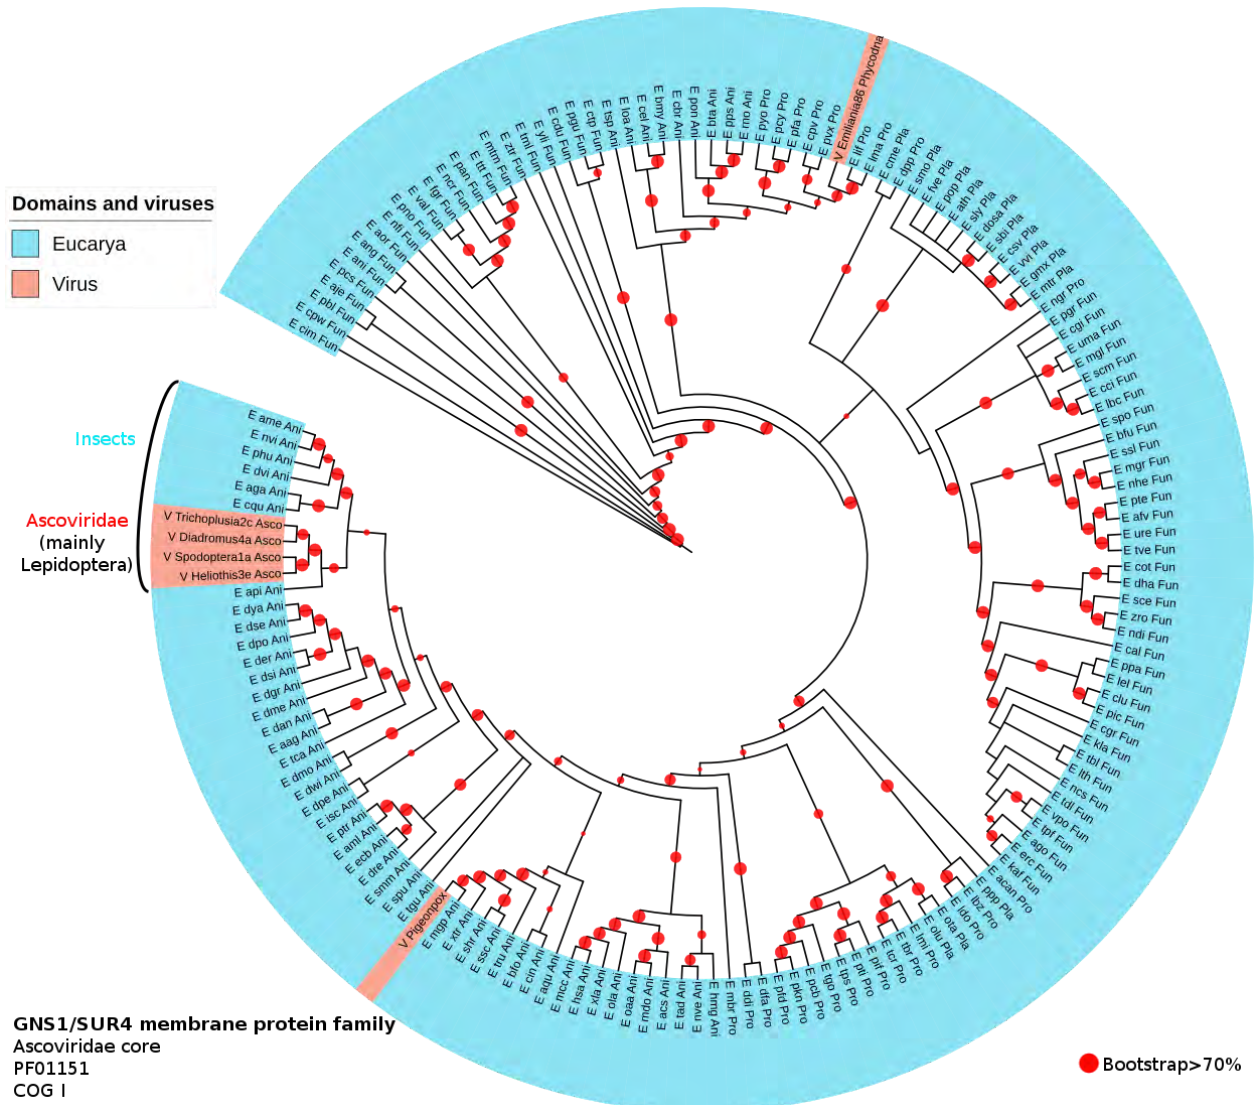 Domains and viruses
Eucarya
Virus
E cim Fun
E cpw Fun
E pbl Fun
E aje Fun
E pcs Fun
E ani Fun
E ang Fun
E aor Fun
E nfi Fun
E pno Fun
E val Fun
E fgr Fun
E ncr Fun
E pan Fun
E ttt Fun
E mtm Fun
E ztr Fun
E tml Fun
E yli Fun
E cdu Fun
E pgu Fun
E ctp Fun
E tsp Ani
E loa Ani
E cel Ani
E bmy Ani
E cbr Ani
E pon Ani
E bta Ani
E pps Ani
E rno Ani
E pyo Pro
E pcy Pro
E pfa Pro
E cpv Pro
E pvx Pro
V Emiliania86 Phycodna
E lif Pro
E lma Pro
E cme Pla
E dpp Pro
E smo Pla
E fve Pla
E pop Pla
E ath Pla
E sly Pla
E dosa Pla
E sbi Pla
E csv Pla
E vvi Pla
E gmx Pla
E mtr Pla
E ngr Pro
E pgr Fun
E cgi Fun
E uma Fun
E mgl Fun
E scm Fun
E cci Fun
E lbc Fun
E spo Fun
E bfu Fun
E ssl Fun
E mgr Fun
E nhe Fun
E pte Fun
E afv Fun
E ure Fun
E tve Fun
E cot Fun
E dha Fun
E sce Fun
E zro Fun
E ndi Fun
E cal Fun
E ppa Fun
E lel Fun
E clu Fun
E pic Fun
E cgr Fun
E kla Fun
E tbl Fun
E lth Fun
E ncs Fun
E tdl Fun
E vpo Fun
E tpf Fun
E ago Fun
E erc Fun
E kaf Fun
E acan Pro
E ppp Pla
E lbz Pro
E ldo Pro
E ota Pla
E olu Pla
E lmi Pro
E tbr Pro
E tcr Pro
E pif Pro
E pti Pro
E tps Pro
E tgo Pro
E pcb Pro
E pkn Pro
E pfd Pro
E dfa Pro
E ddi Pro
E mbr Pro
E hmg Ani
E nve Ani
E tad Ani
E acs Ani
E mdo Ani
E oaa Ani
E ola Ani
E xla Ani
E hsa Ani
E mcc Ani
E aqu Ani
E cin Ani
E bfo Ani
E tru Ani
E ssc Ani
E shr Ani
E xtr Ani
E mgp Ani
V Pigeonpox
E tgu Ani
E spu Ani
E smm Ani
E dre Ani
E ecb Ani
E aml Ani
E ptr Ani
E isc Ani
E dpe Ani
E dwi Ani
E dmo Ani
E tca Ani
E aag Ani
E dan Ani
E dme Ani
E dgr Ani
E dsi Ani
E der Ani
E dpo Ani
E dse Ani
E dya Ani
E api Ani
V Heliothis3e Asco
V Spodoptera1a Asco
V Diadromus4a Asco
V Trichoplusia2c Asco
E cqu Ani
E aga Ani
E dvi Ani
E phu Ani
E nvi Ani
E ame Ani
Insects
Ascoviridae
(mainly
Lepidoptera)
GNS1/SUR4 membrane protein family
Ascoviridae core
PF01151
COG I
Bootstrap>70%